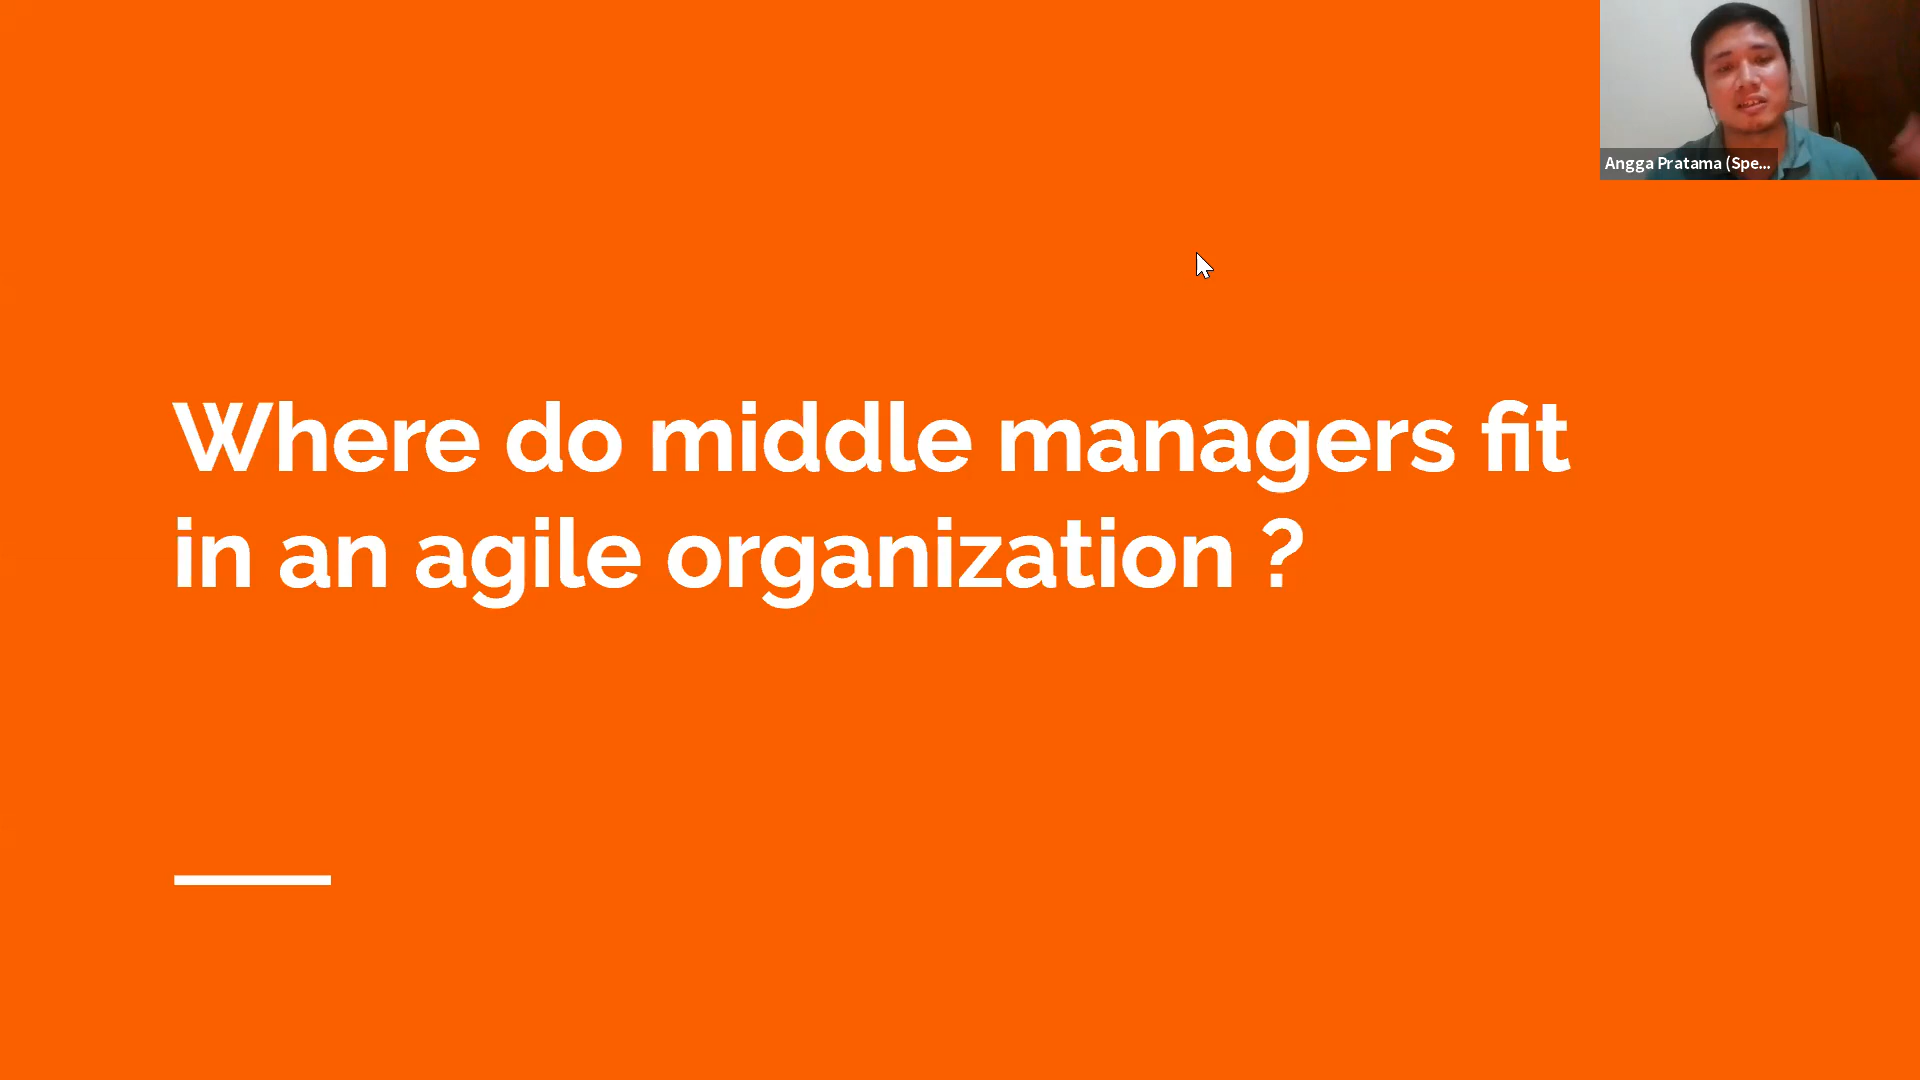 Angga Pratama (Spe...
Where do middle managers fit
in an agile organization ?